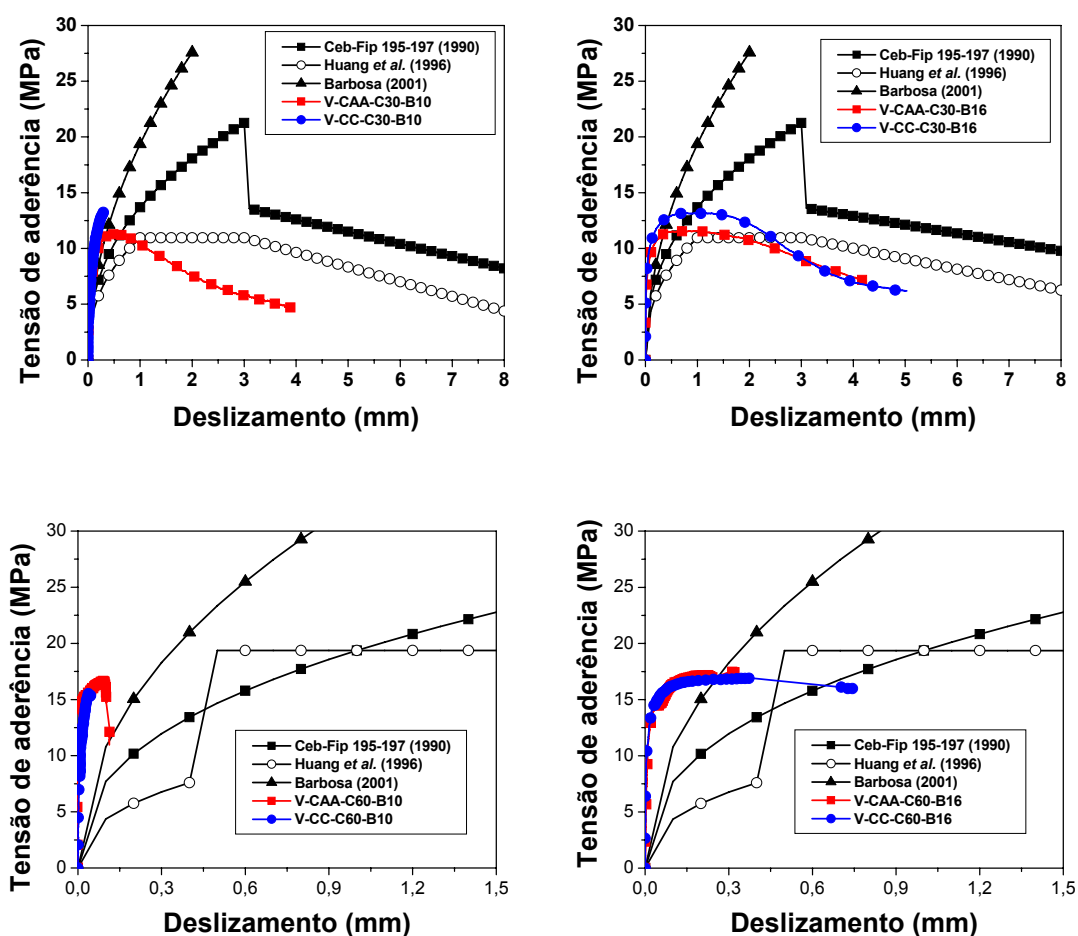 30
25
20
15
10
5
0
Tensão de aderência (MPa)
Ceb-Fip 195-197 (1990)
Huang et al. (1996)
Barbosa (2001)
V-CAA-C30-B10
V-CC-C30-B10
0 1 2 3 4 5 6 7 8
Deslizamento (mm)
30
25
20
15
10
5
0
Tensão de aderência (MPa)
Ceb-Fip 195-197 (1990)
Huang et al. (1996)
Barbosa (2001)
V-CAA-C30-B16
V-CC-C30-B16
0 1 2 3 4 5 6 7 8
Deslizamento (mm)
30
25
20
15
10
5
0
Tensão de aderência (MPa)
Ceb-Fip 195-197 (1990)
Huang et al. (1996)
Barbosa (2001)
V-CAA-C60-B10
V-CC-C60-B10
0,0 0,3 0,6 0,9 1,2 1,5
Deslizamento (mm)
30
25
20
15
10
5
0
Tensão de aderência (MPa)
Ceb-Fip 195-197 (1990)
Huang et al. (1996)
Barbosa (2001)
V-CAA-C60-B16
V-CC-C60-B16
0,0 0,3 0,6 0,9 1,2 1,5
Deslizamento (mm)